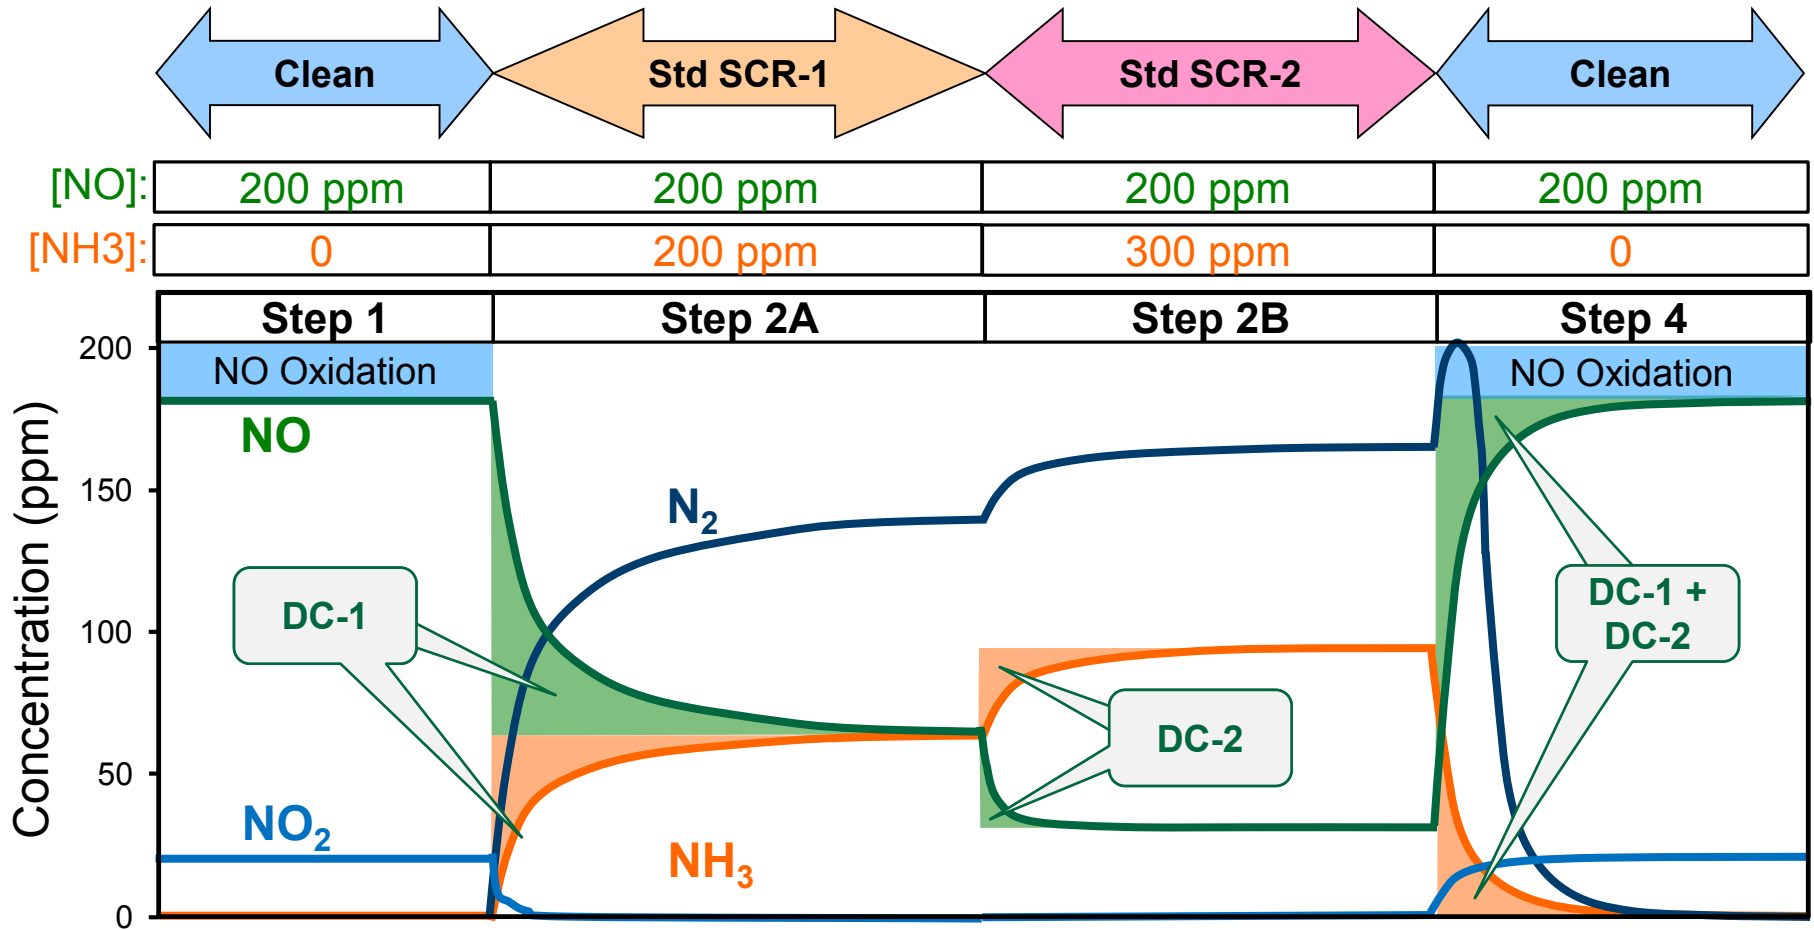 Clean Std SCR-1 Std SCR-2 Clean
[NO]: 200 ppm 200 ppm 200 ppm 200 ppm
[NH3]: 0 200 ppm 300 ppm 0
Step 1 Step 2A Step 2B Step 4
200
NO Oxidation NO Oxidation
NO
150
N₂
DC-1
DC-1 +
DC-2
100
DC-2
50
NO₂
NH₃
0
Concentration (ppm)